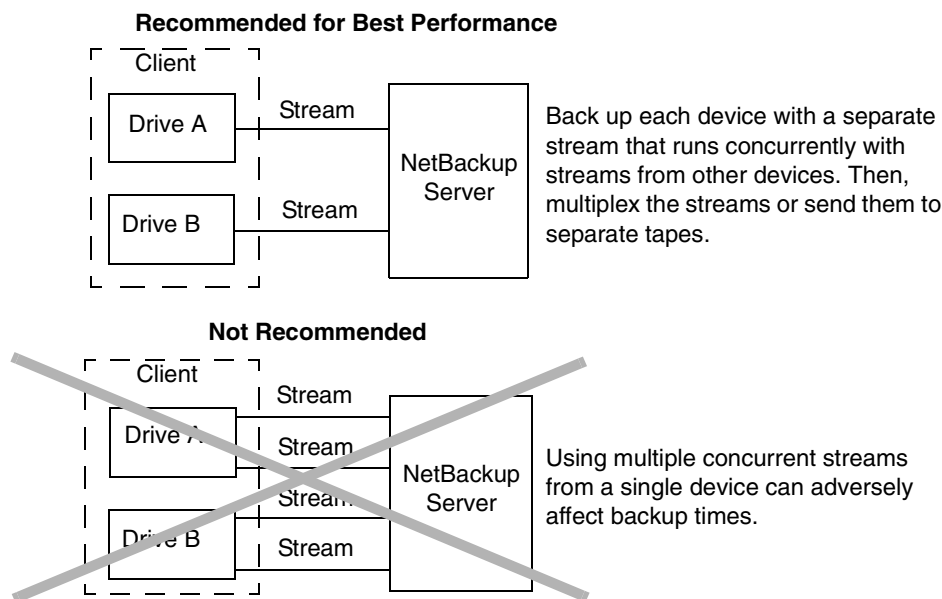 Recommended for Best Performance
Client
Drive A
Stream
Drive B
Stream
NetBackup
Server
Back up each device with a separate
stream that runs concurrently with
streams from other devices. Then,
multiplex the streams or send them to
separate tapes.
Not Recommended
Client
Drive A
Stream
Stream
Drive B
Stream
Stream
NetBackup
Server
Using multiple concurrent streams
from a single device can adversely
affect backup times.